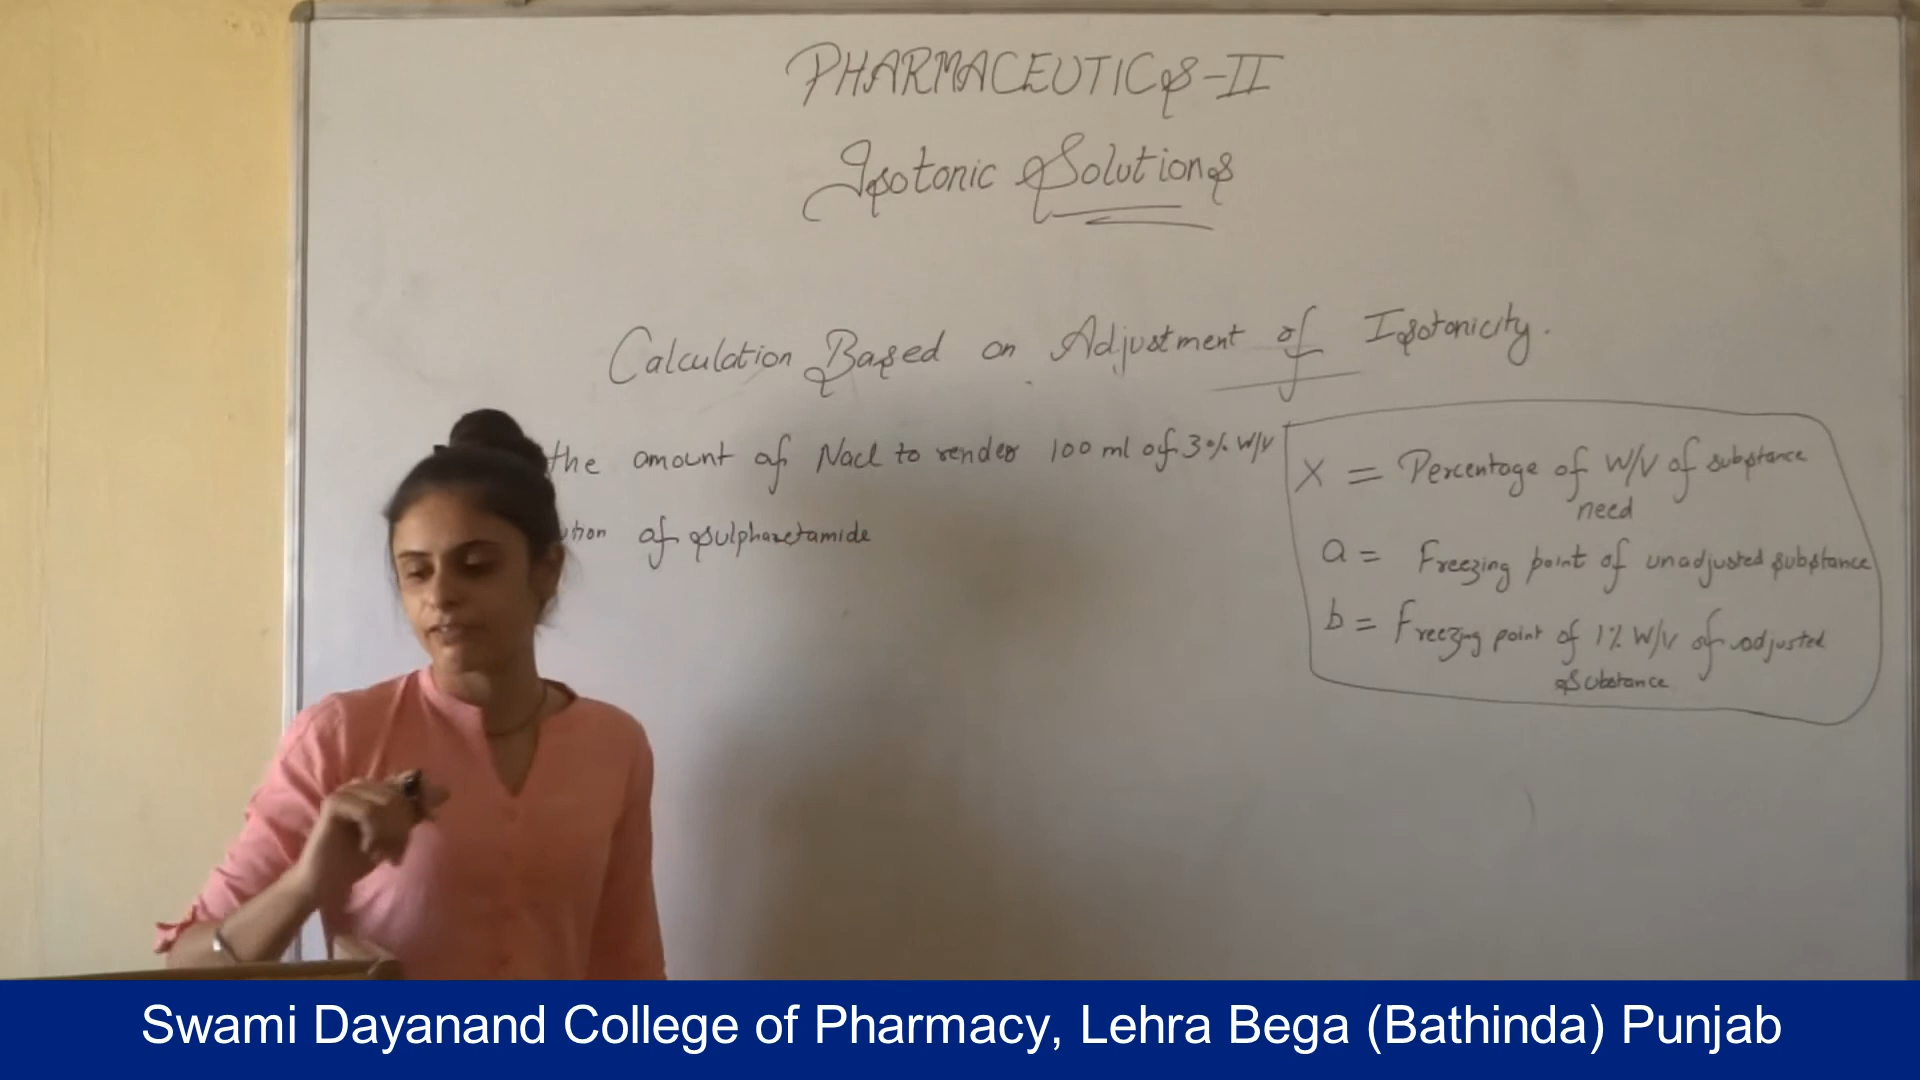 PHARMACEUTICS-II
Isotonic Solutions
Calculation Based on Adjustment of Isotonicity.
the amount of Nacl to render 100 ml of 3% W/V
of sulphacetamide
X = Percentage of W/V of substance
need
a = Freezing point of unadjusted substance
b = Freezing point of 1% W/V of adjusted
substance
Swami Dayanand College of Pharmacy, Lehra Bega (Bathinda) Punjab